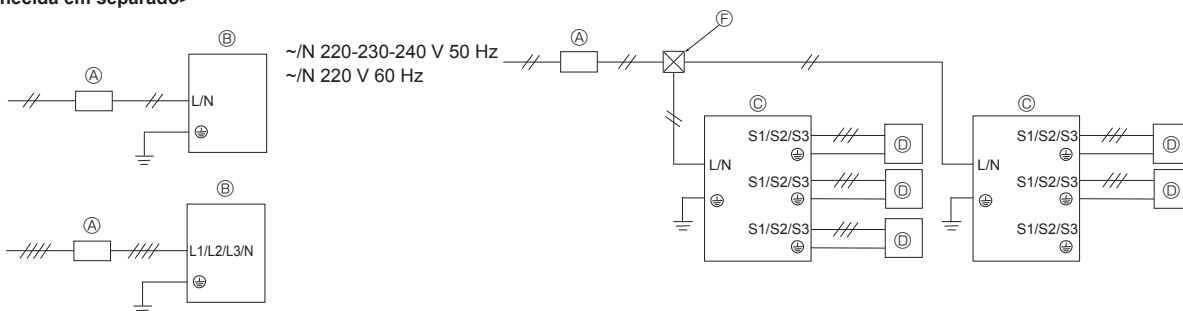 em separado>
Ⓑ
Ⓐ
L/N
Ⓑ
Ⓐ
L1/L2/L3/N
~/N 220-230-240 V 50 Hz
~/N 220 V 60 Hz
Ⓐ
Ⓕ
Ⓒ
L/N
S1/S2/S3
Ⓓ
S1/S2/S3
Ⓓ
S1/S2/S3
Ⓓ
Ⓒ
L/N
S1/S2/S3
Ⓓ
S1/S2/S3
Ⓓ
S1/S2/S3